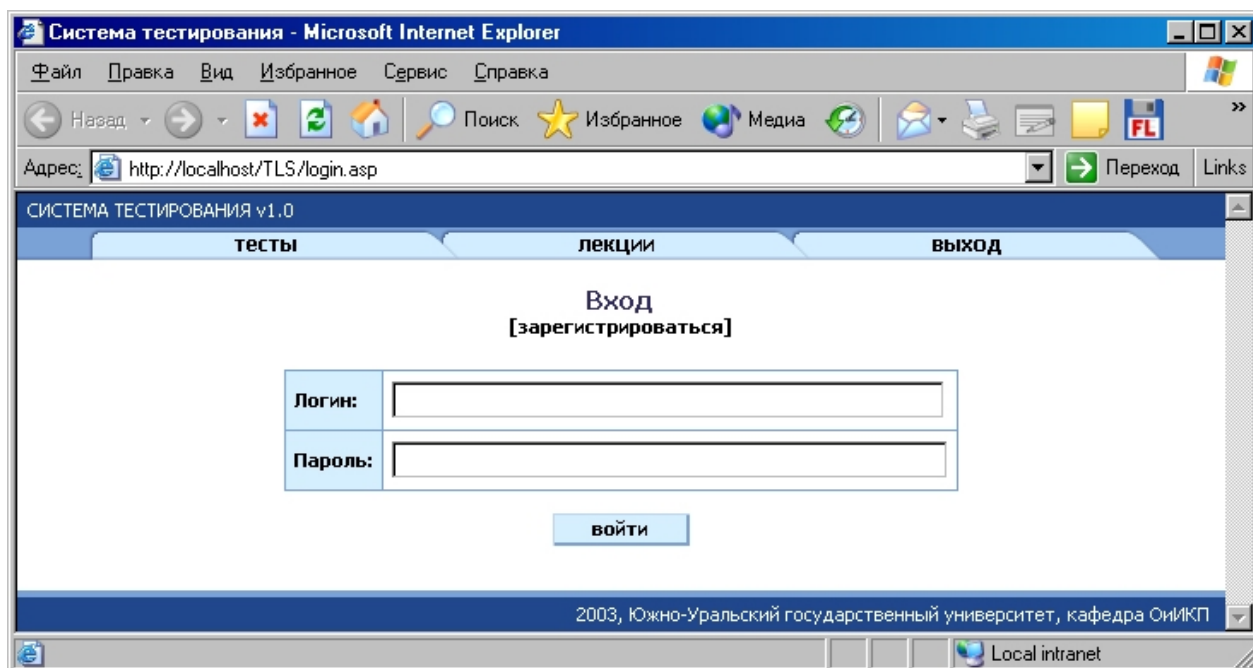 Система тестирования - Microsoft Internet Explorer
Файл Правка Вид Избранное Сервис Справка
Назад Поиск Избранное Медиа FL »
Адрес: http://localhost/TLS/login.asp Переход Links
СИСТЕМА ТЕСТИРОВАНИЯ v1.0
тесты лекции выход
Вход
[зарегистрироваться]
Логин:
Пароль:
войти
2003, Южно-Уральский государственный университет, кафедра ОиИКП
Local intranet